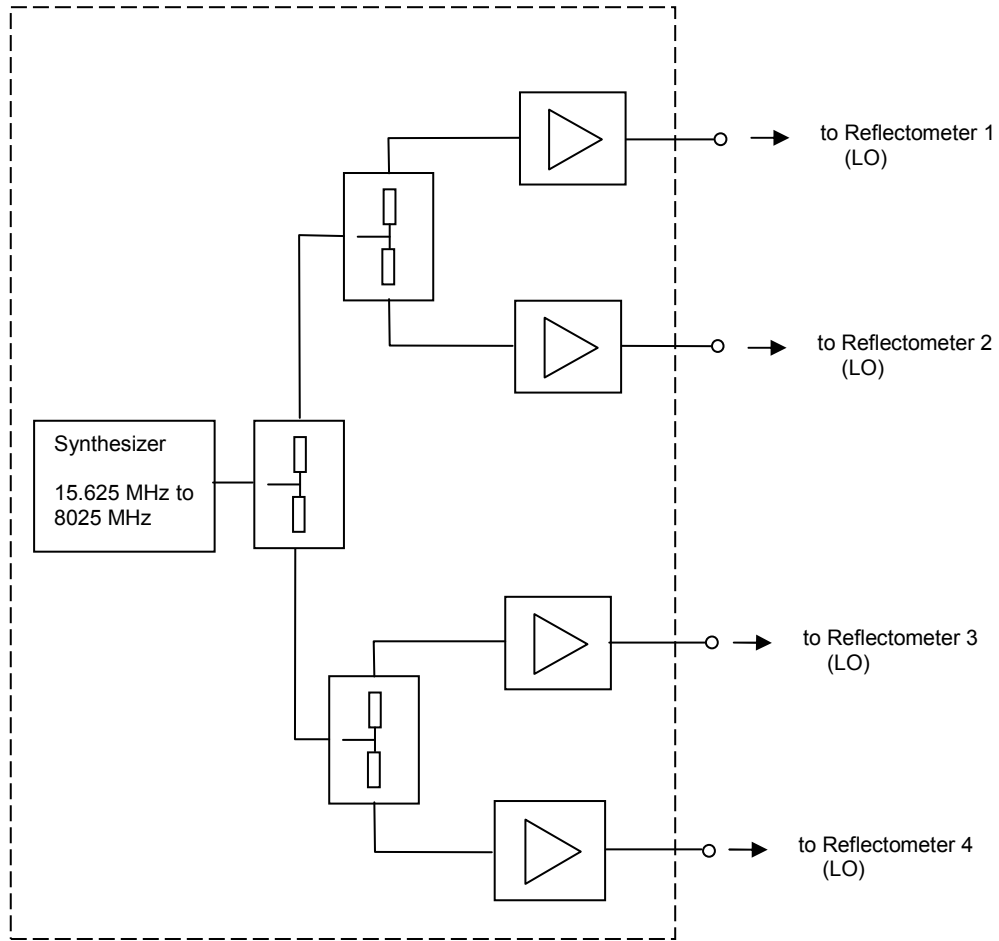 to Reflectometer 1
(LO)
to Reflectometer 2
(LO)
Synthesizer
15.625 MHz to
8025 MHz
to Reflectometer 3
(LO)
to Reflectometer 4
(LO)